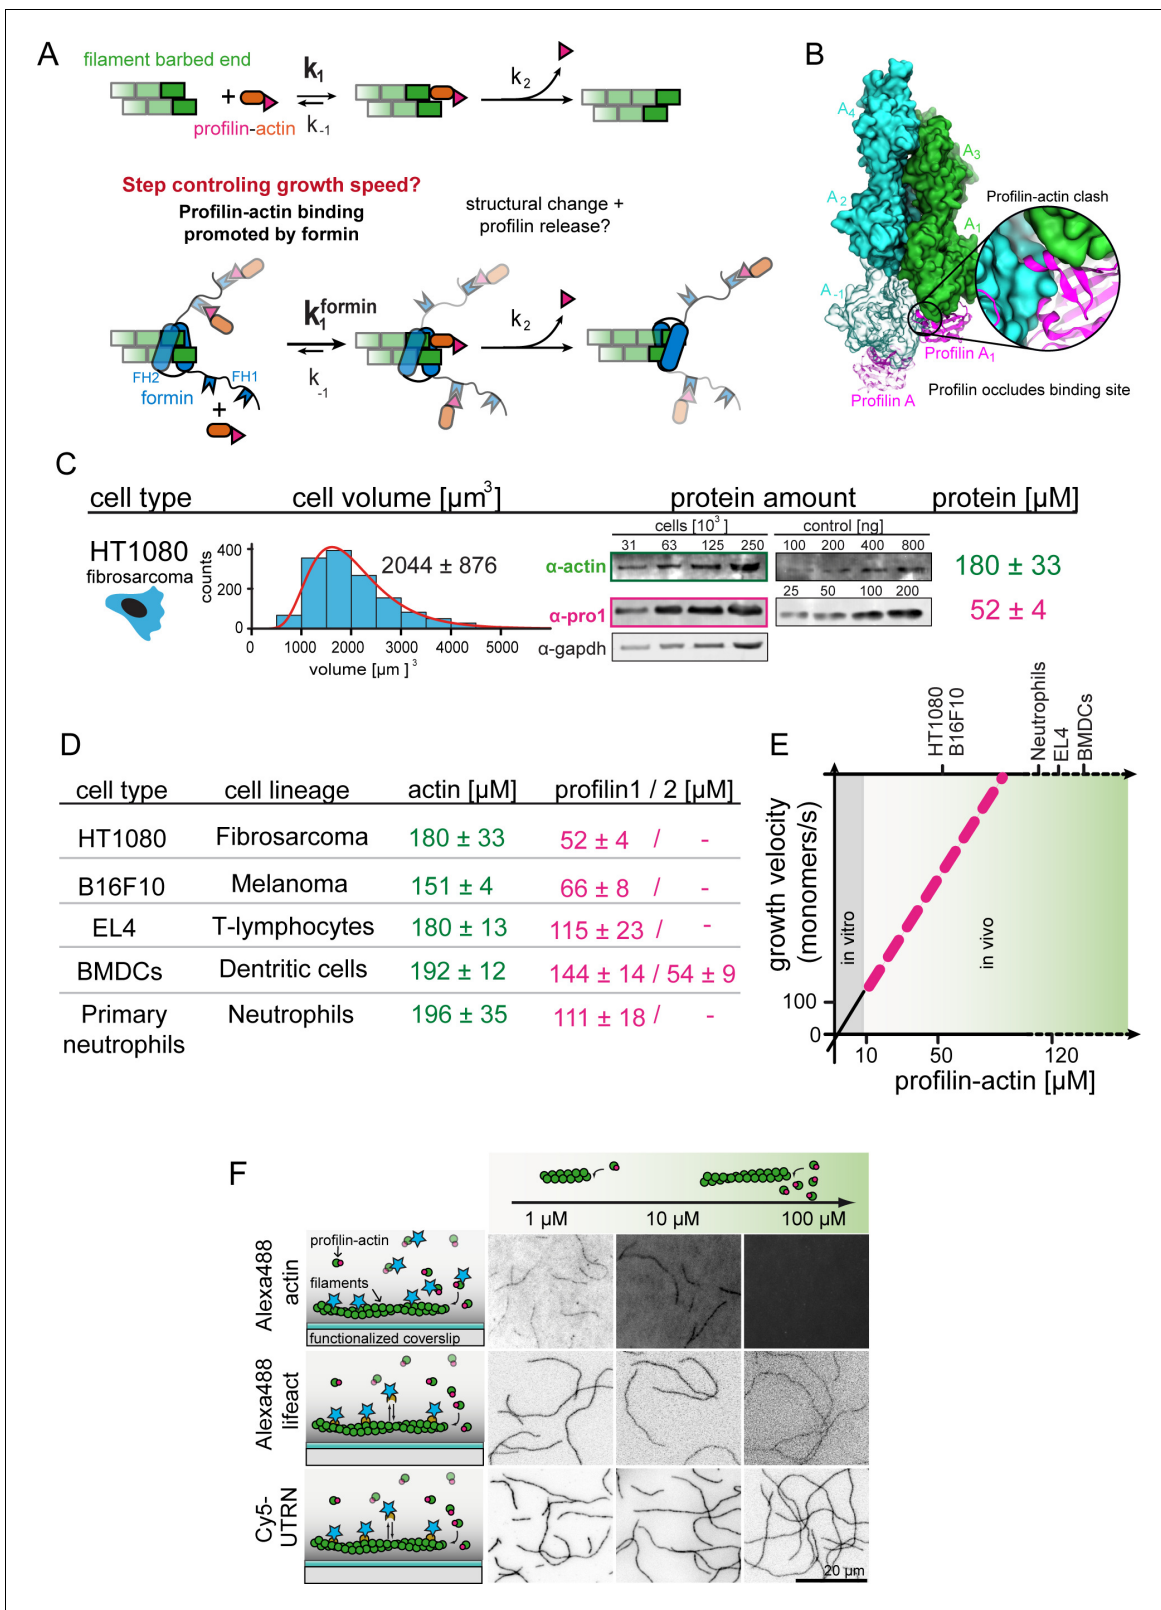 A
filament barbed end
+
profilin-actin
k1
k-1
k2
Step controling growth speed?
Profilin-actin binding
promoted by formin
structural change +
profilin release?
FH2
FH1
formin
+
k1formin
k-1
k2
B
A4
A3
A2
A1
A-1
Profilin-actin clash
Profilin A1
Profilin A
Profilin occludes binding site
C
cell type
cell volume [µm3]
protein amount
protein [µM]
HT1080
fibrosarcoma
counts
400
200
0
0 1000 2000 3000 4000 5000
volume [µm ]3
2044 ± 876
cells [103]
31 63 125 250
control [ng]
100 200 400 800
α-actin
180 ± 33
25 50 100 200
α-pro1
52 ± 4
α-gapdh
D
cell type cell lineage actin [µM] profilin1 / 2 [µM]
HT1080 Fibrosarcoma 180 ± 33 52 ± 4 / -
B16F10 Melanoma 151 ± 4 66 ± 8 / -
EL4 T-lymphocytes 180 ± 13 115 ± 23 / -
BMDCs Dentritic cells 192 ± 12 144 ± 14 / 54 ± 9
Primary
neutrophils Neutrophils 196 ± 35 111 ± 18 / -
E
HT1080
B16F10
Neutrophils
EL4
BMDCs
growth velocity
(monomers/s)
in vitro
in vivo
100
0
10 50 120
profilin-actin [µM]
F
1 µM 10 µM 100 µM
Alexa488
actin
profilin-actin
filaments
functionalized coverslip
Alexa488
lifeact
Cy5-
UTRN
20 µm